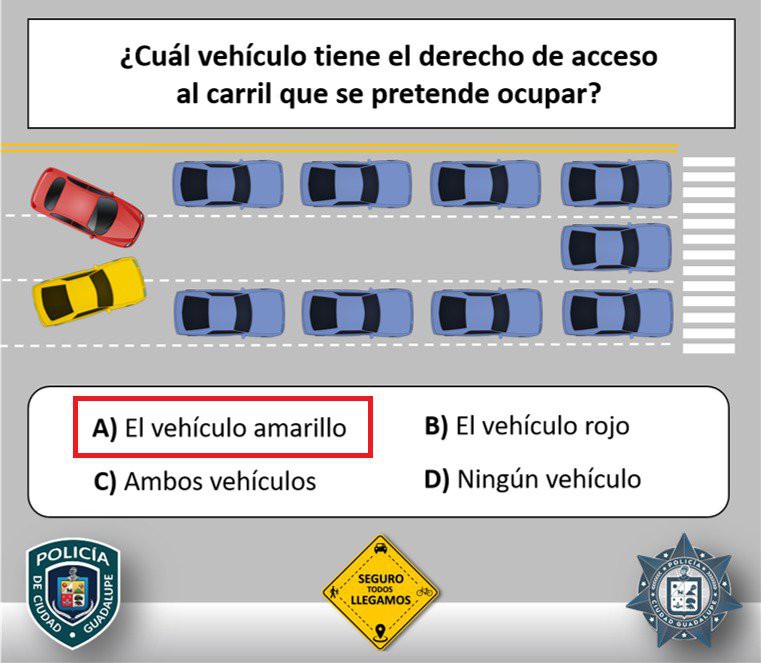 ¿Cuál vehículo tiene el derecho de acceso
al carril que se pretende ocupar?
A) El vehículo amarillo
B) El vehículo rojo
C) Ambos vehículos
D) Ningún vehículo
POLICÍA
DE CIUDAD GUADALUPE
SEGURO
TODOS
LLEGAMOS
POLICÍA
CIUDAD GUADALUPE